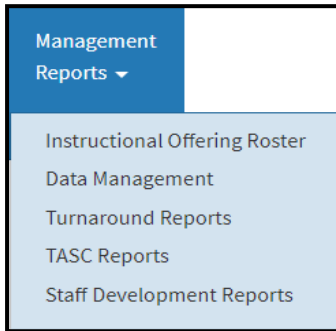 Management
Reports
Instructional Offering Roster
Data Management
Turnaround Reports
TASC Reports
Staff Development Reports